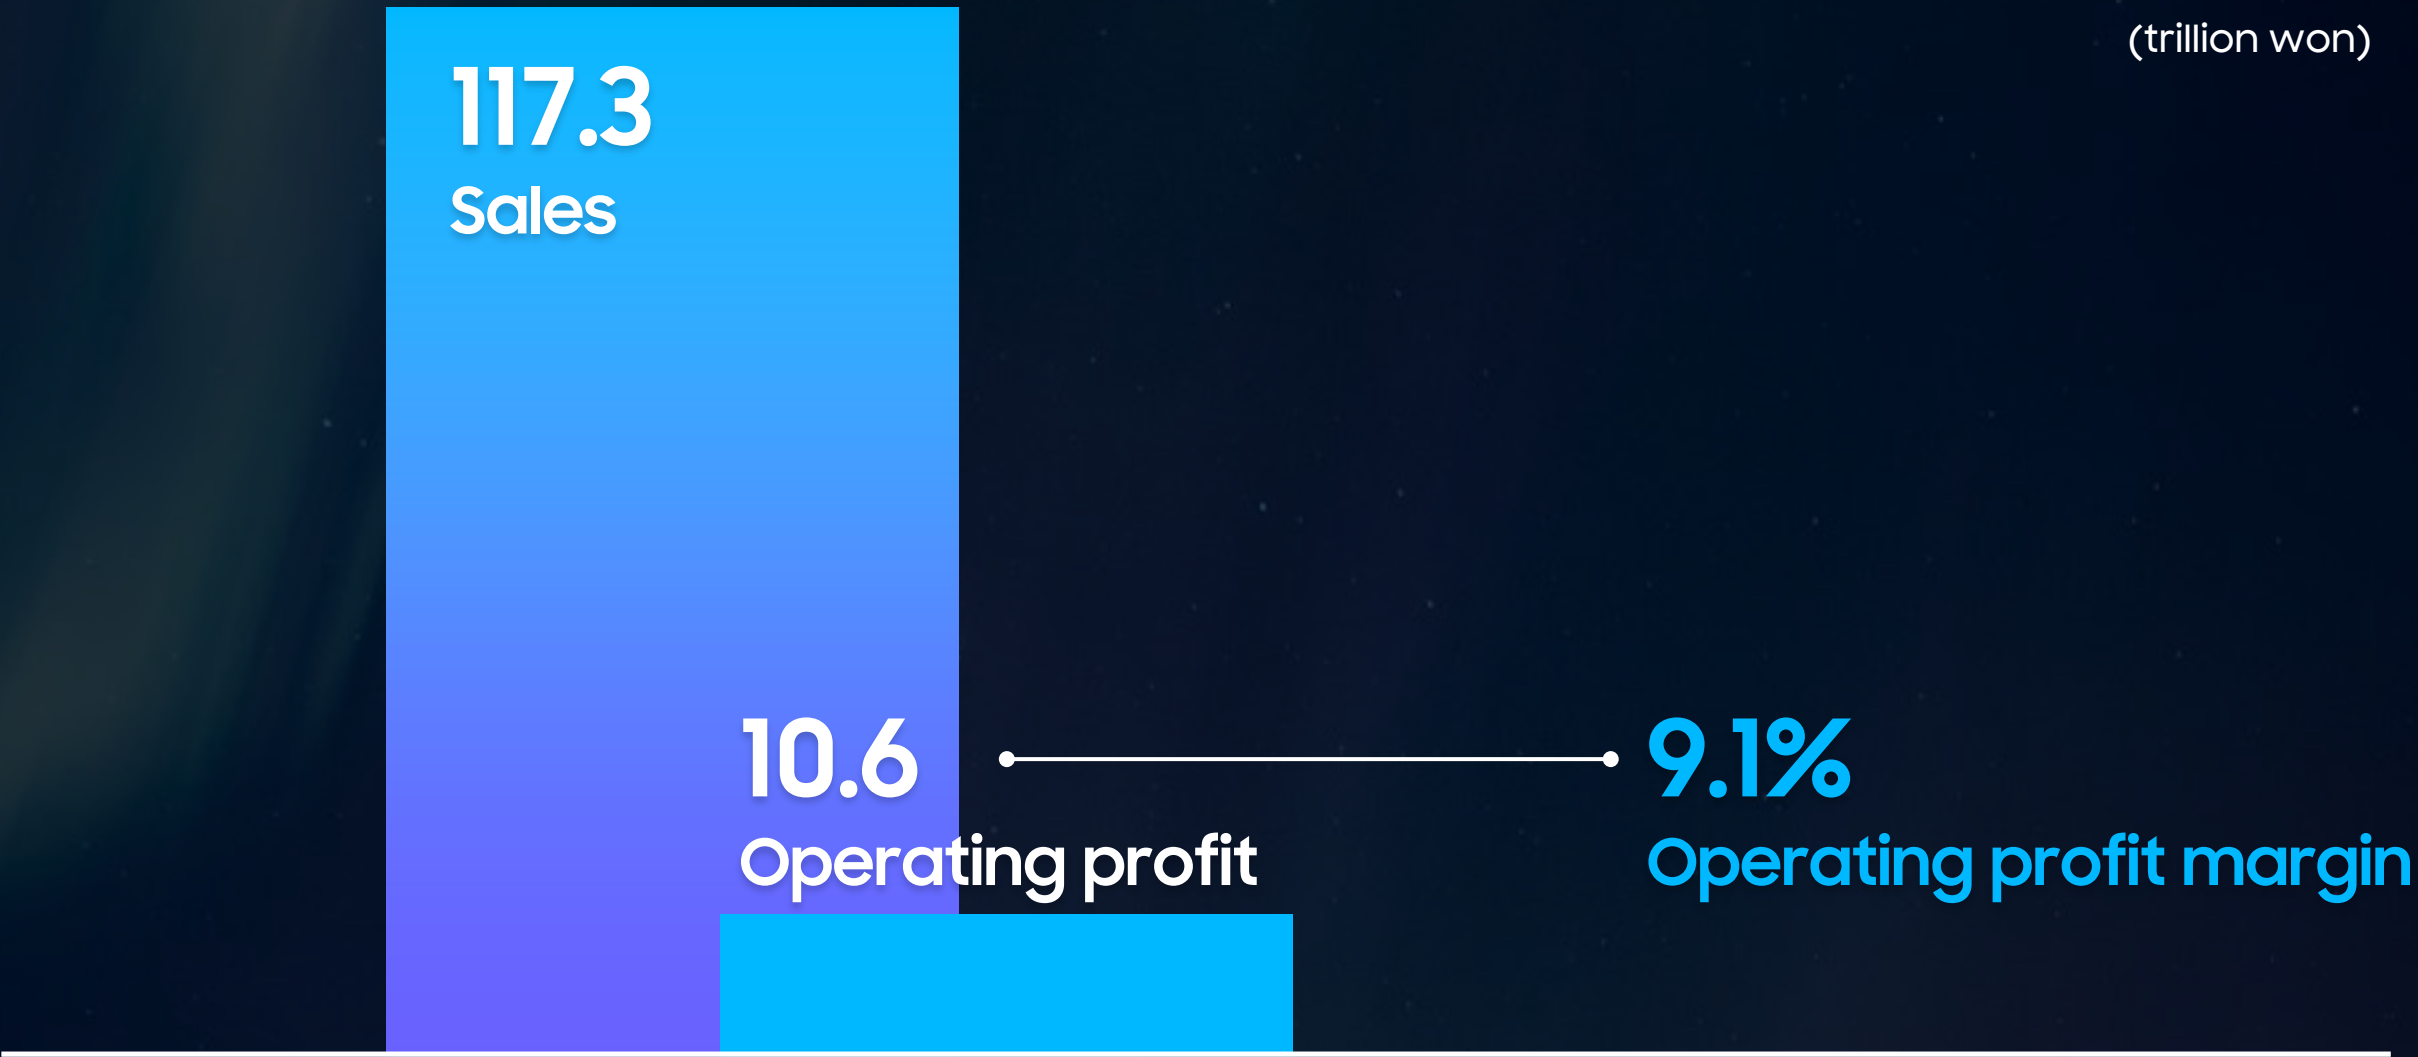 (trillion won)
117.3
Sales
10.6
Operating profit
9.1%
Operating profit margin